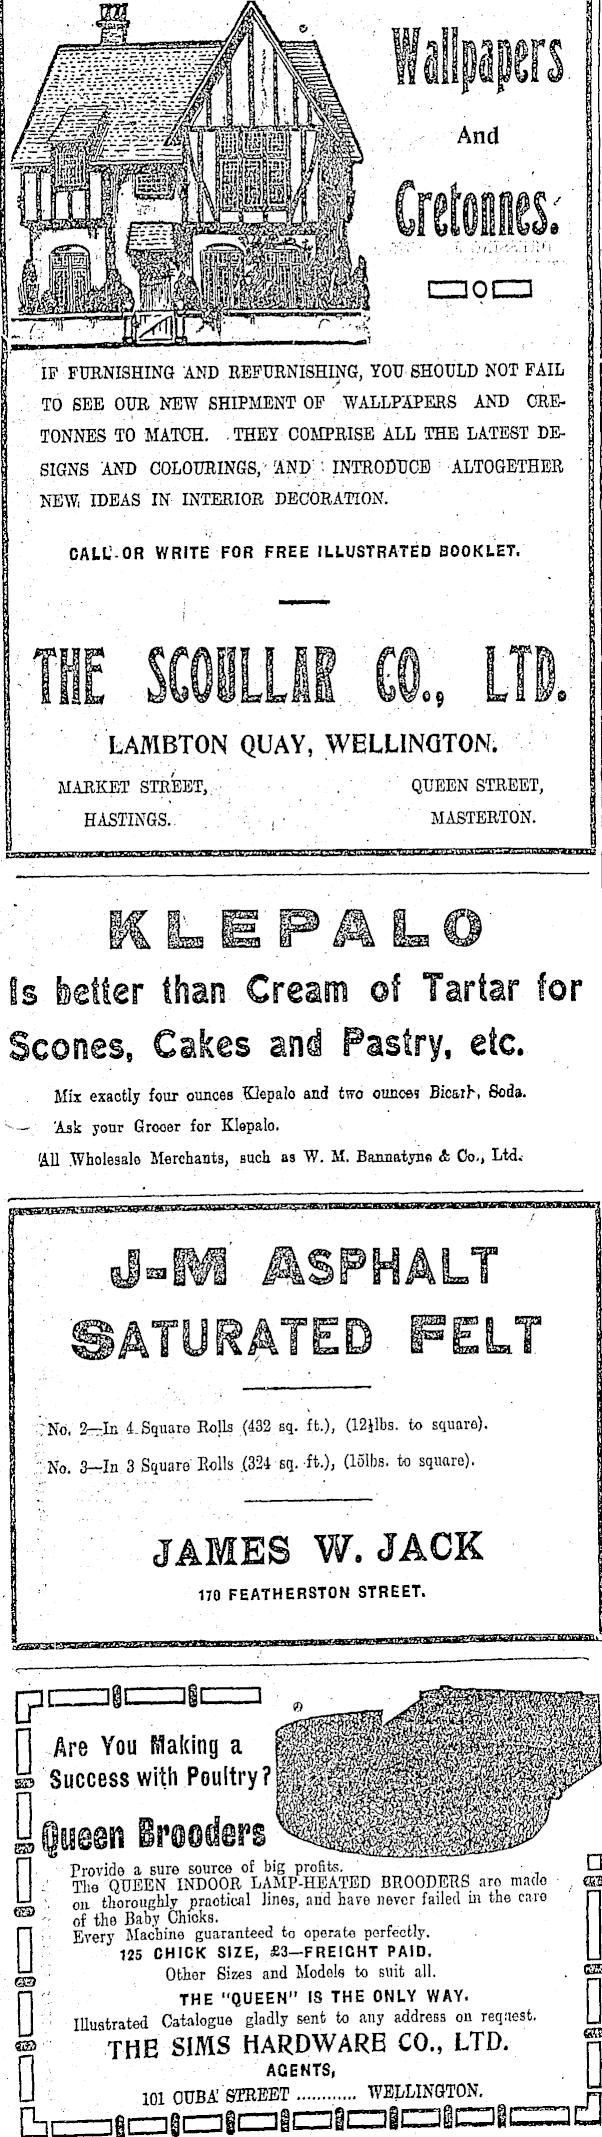 Wallpapers
And
Cretonnes.
IF FURNISHING AND REFURNISHING, YOU SHOULD NOT FAIL
TO SEE OUR NEW SHIPMENT OF WALLPAPERS AND CRE-
TONNES TO MATCH. THEY COMPRISE ALL THE LATEST DE-
SIGNS AND COLOURINGS, AND INTRODUCE ALTOGETHER
NEW IDEAS IN INTERIOR DECORATION.
CALL OR WRITE FOR FREE ILLUSTRATED BOOKLET.
THE SCOULLAR CO., LTD.
LAMBTON QUAY, WELLINGTON.
MARKET STREET, QUEEN STREET,
HASTINGS. MASTERTON.
KLEPALO
Is better than Cream of Tartar for
Scones, Cakes and Pastry, etc.
Mix exactly four ounces Klepalo and two ounces Bicarb, Soda.
Ask your Grocer for Klepalo.
All Wholesale Merchants, such as W. M. Bannatyne & Co., Ltd.
J-M ASPHALT
SATURATED FELT
No. 2—In 4 Square Rolls (432 sq. ft.), (12½lbs. to square).
No. 3—In 3 Square Rolls (324 sq. ft.), (15lbs. to square).
JAMES W. JACK
170 FEATHERSTON STREET.
Are You Making a
Success with Poultry?
Queen Brooders
Provide a sure source of big profits.
The QUEEN INDOOR LAMP-HEATED BROODERS are made
on thoroughly practical lines, and have never failed in the care
of the Baby Chicks.
Every Machine guaranteed to operate perfectly.
125 CHICK SIZE, £3—FREIGHT PAID.
Other Sizes and Models to suit all.
THE "QUEEN" IS THE ONLY WAY.
Illustrated Catalogue gladly sent to any address on request.
THE SIMS HARDWARE CO., LTD.
AGENTS,
101 CUBA STREET ............ WELLINGTON.